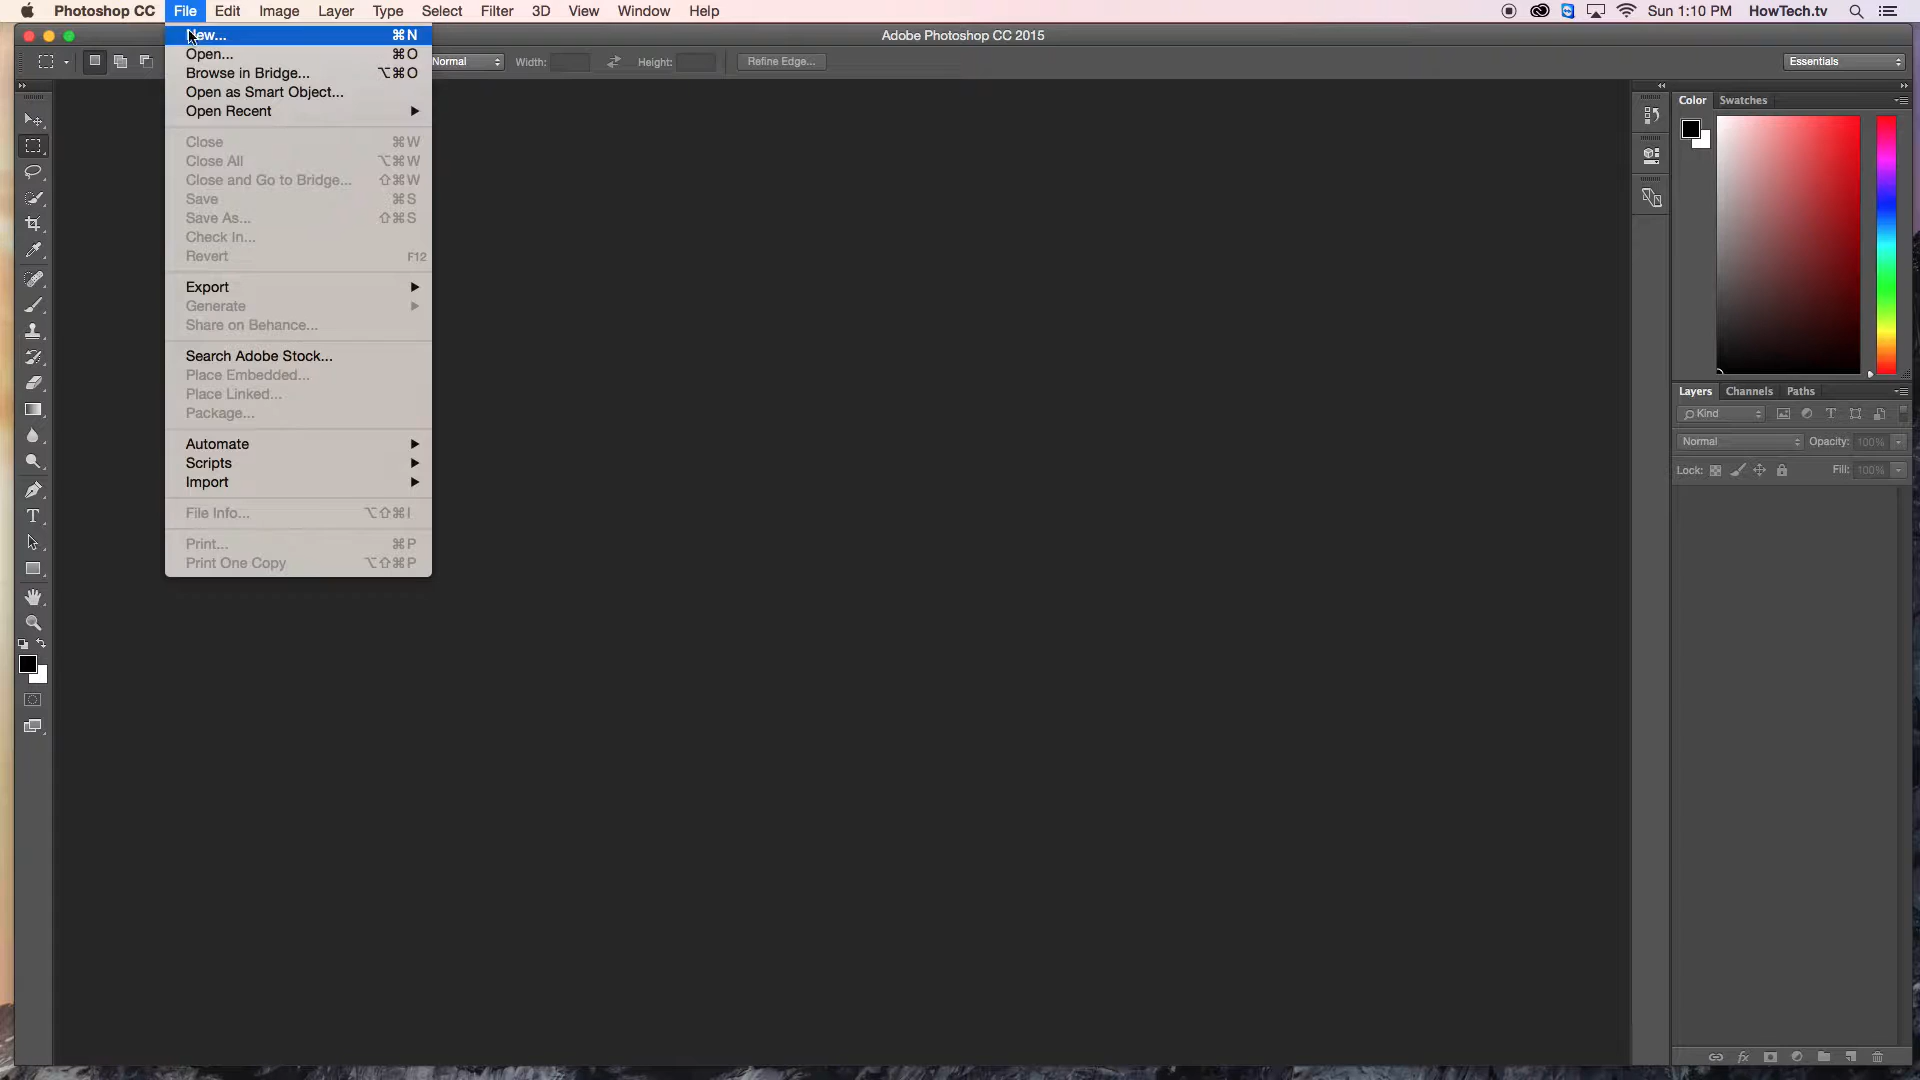 Photoshop CC File Edit Image Layer Type Select Filter 3D View Window Help Sun 1:10 PM HowTech.tv
Adobe Photoshop CC 2015
Normal Width: Height: Refine Edge... Essentials
New... ⌘N
Open... ⌘O
Browse in Bridge... ⌥⌘O
Open as Smart Object...
Open Recent
Close ⌘W
Close All ⌥⌘W
Close and Go to Bridge... ⇧⌘W
Save ⌘S
Save As... ⇧⌘S
Check In...
Revert F12
Export
Generate
Share on Behance...
Search Adobe Stock...
Place Embedded...
Place Linked...
Package...
Automate
Scripts
Import
File Info... ⌥⇧⌘I
Print... ⌘P
Print One Copy ⌥⇧⌘P
Color Swatches
Layers Channels Paths
Kind
Normal Opacity: 100%
Lock: Fill: 100%